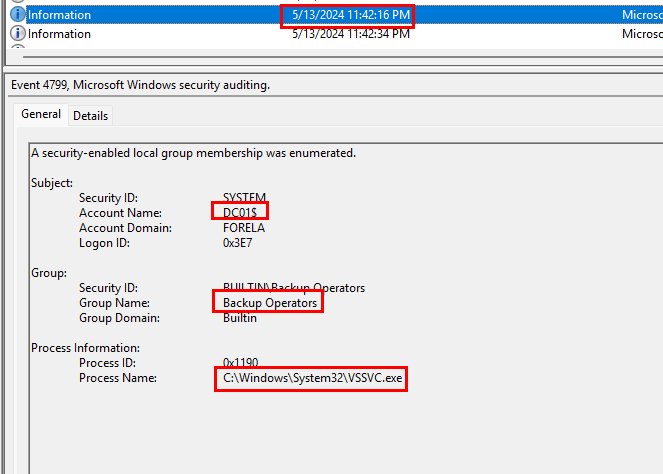 Information 5/13/2024 11:42:16 PM Micros
Information 5/13/2024 11:42:34 PM Microso
Event 4799, Microsoft Windows security auditing.
General Details
A security-enabled local group membership was enumerated.
Subject:
Security ID: SYSTEM
Account Name: DC01$
Account Domain: FORELA
Logon ID: 0x3E7
Group:
Security ID: BUILTIN\Backup Operators
Group Name: Backup Operators
Group Domain: Builtin
Process Information:
Process ID: 0x1190
Process Name: C:\Windows\System32\VSSVC.exe